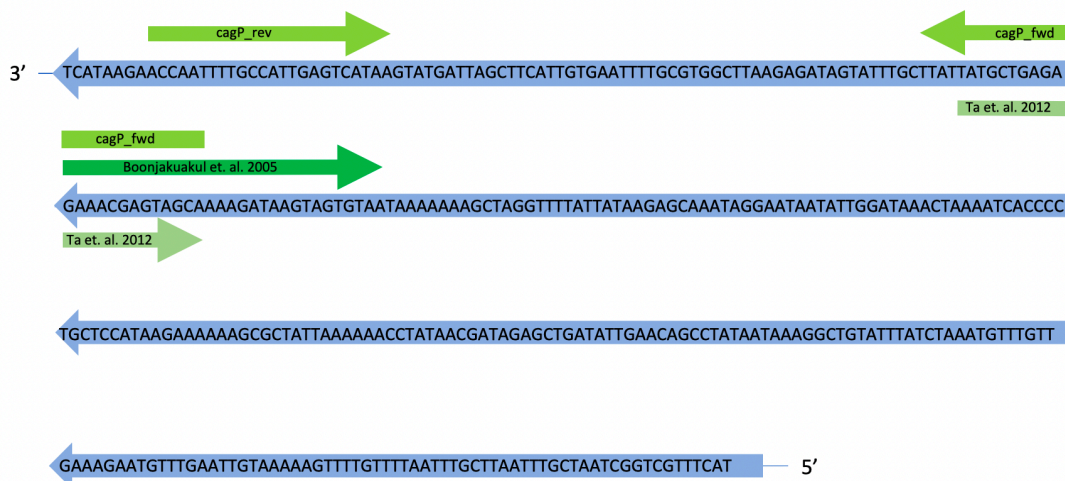 cagP_rev cagP_fwd
3’ TCATAAGAACCAATTTTGCCATTGAGTCATAAGTATGATTAGCTTCATTGTGAATTTTGCGTGGCTTAAGAGATAGTATTTGCTTATTATGCTGAGA
Ta et. al. 2012
cagP_fwd
Boonjakuakul et. al. 2005
GAAACGAGTAGCAAAAGATAAGTAGTGTAATAAAAAAAGCTAGGTTTTATTATAAGAGCAAATAGGAATAATATTGGATAAACTAAAATCACCCC
Ta et. al. 2012
TGCTCCATAAGAAAAAAGCGCTATTAAAAAACCTATAACGATAGAGCTGATATTGAACAGCCTATAATAAAGGCTGTATTTATCTAAATGTTTGTT
GAAAGAATGTTTGAATTGTAAAAAGTTTTGTTTTAATTTGCTTAATTTGCTAATCGGTCGTTTCAT 5’